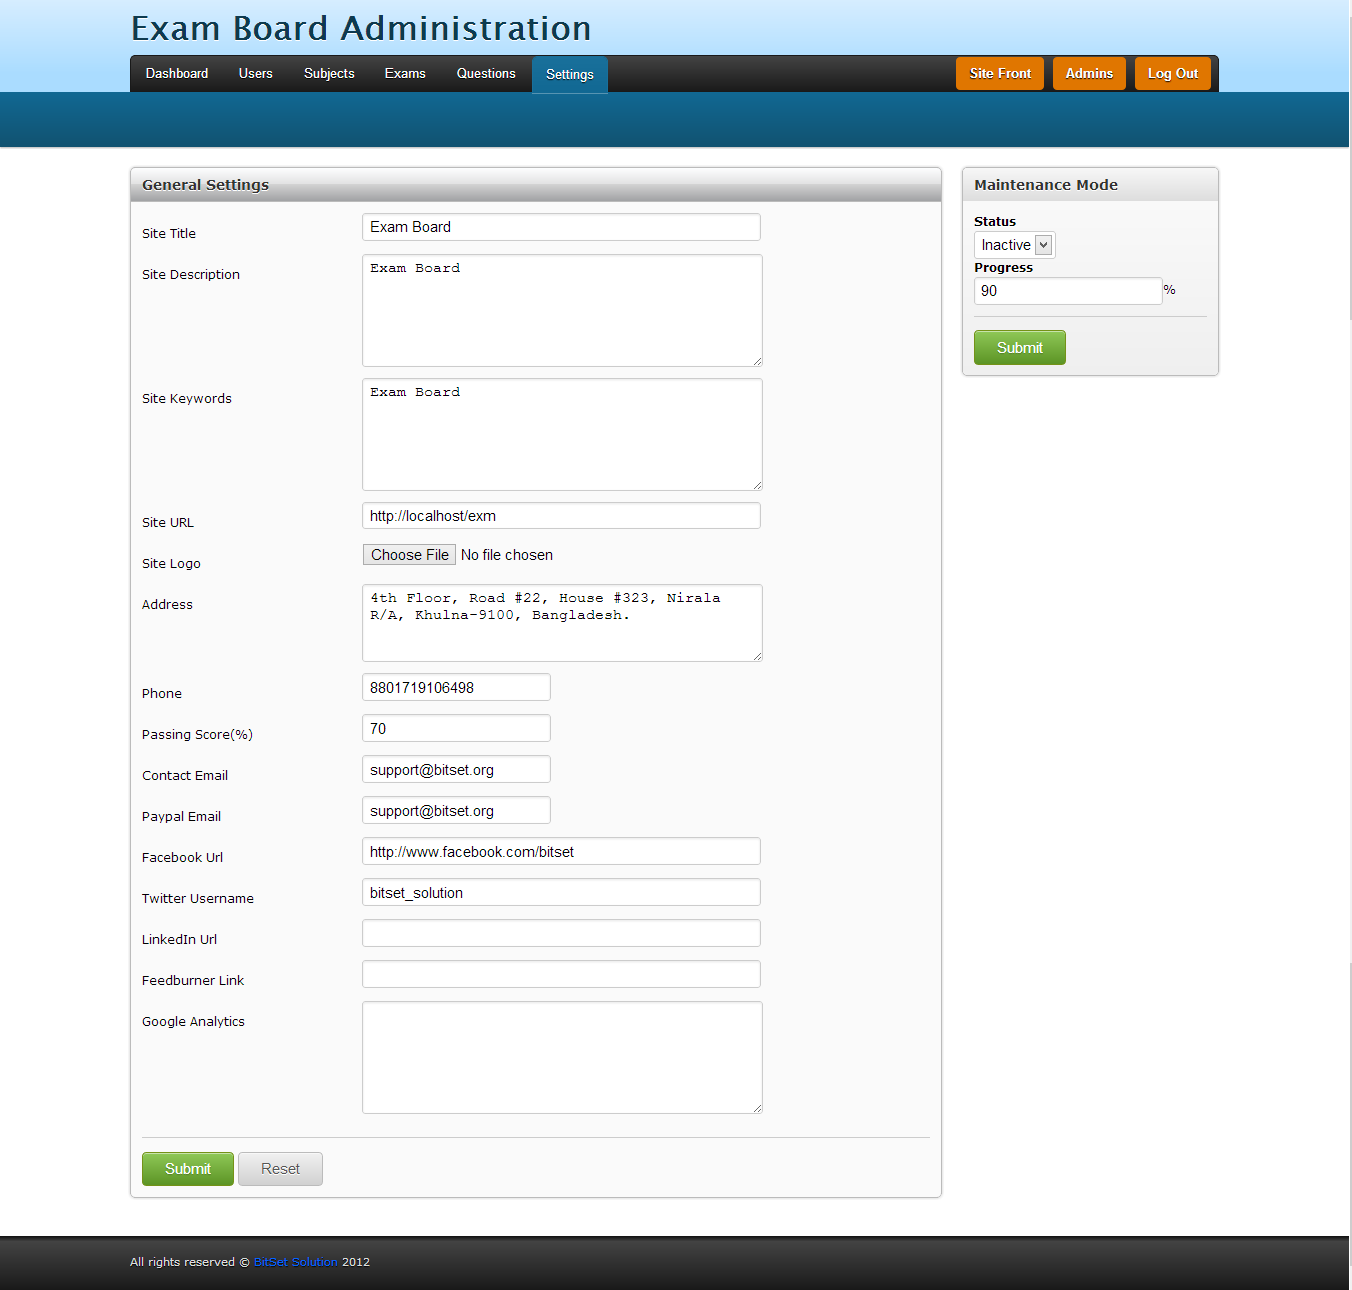 Exam Board Administration
Dashboard Users Subjects Exams Questions Settings Site Front Admins Log Out
General Settings
Site Title Exam Board
Site Description Exam Board
Site Keywords Exam Board
Site URL http://localhost/exm
Site Logo Choose File No file chosen
Address 4th Floor, Road #22, House #323, Nirala
R/A, Khulna-9100, Bangladesh.
Phone 8801719106498
Passing Score(%) 70
Contact Email support@bitset.org
Paypal Email support@bitset.org
Facebook Url http://www.facebook.com/bitset
Twitter Username bitset_solution
LinkedIn Url
Feedburner Link
Google Analytics
Submit Reset
Maintenance Mode
Status
Inactive
Progress
90 %
Submit
All rights reserved © BitSet Solution 2012